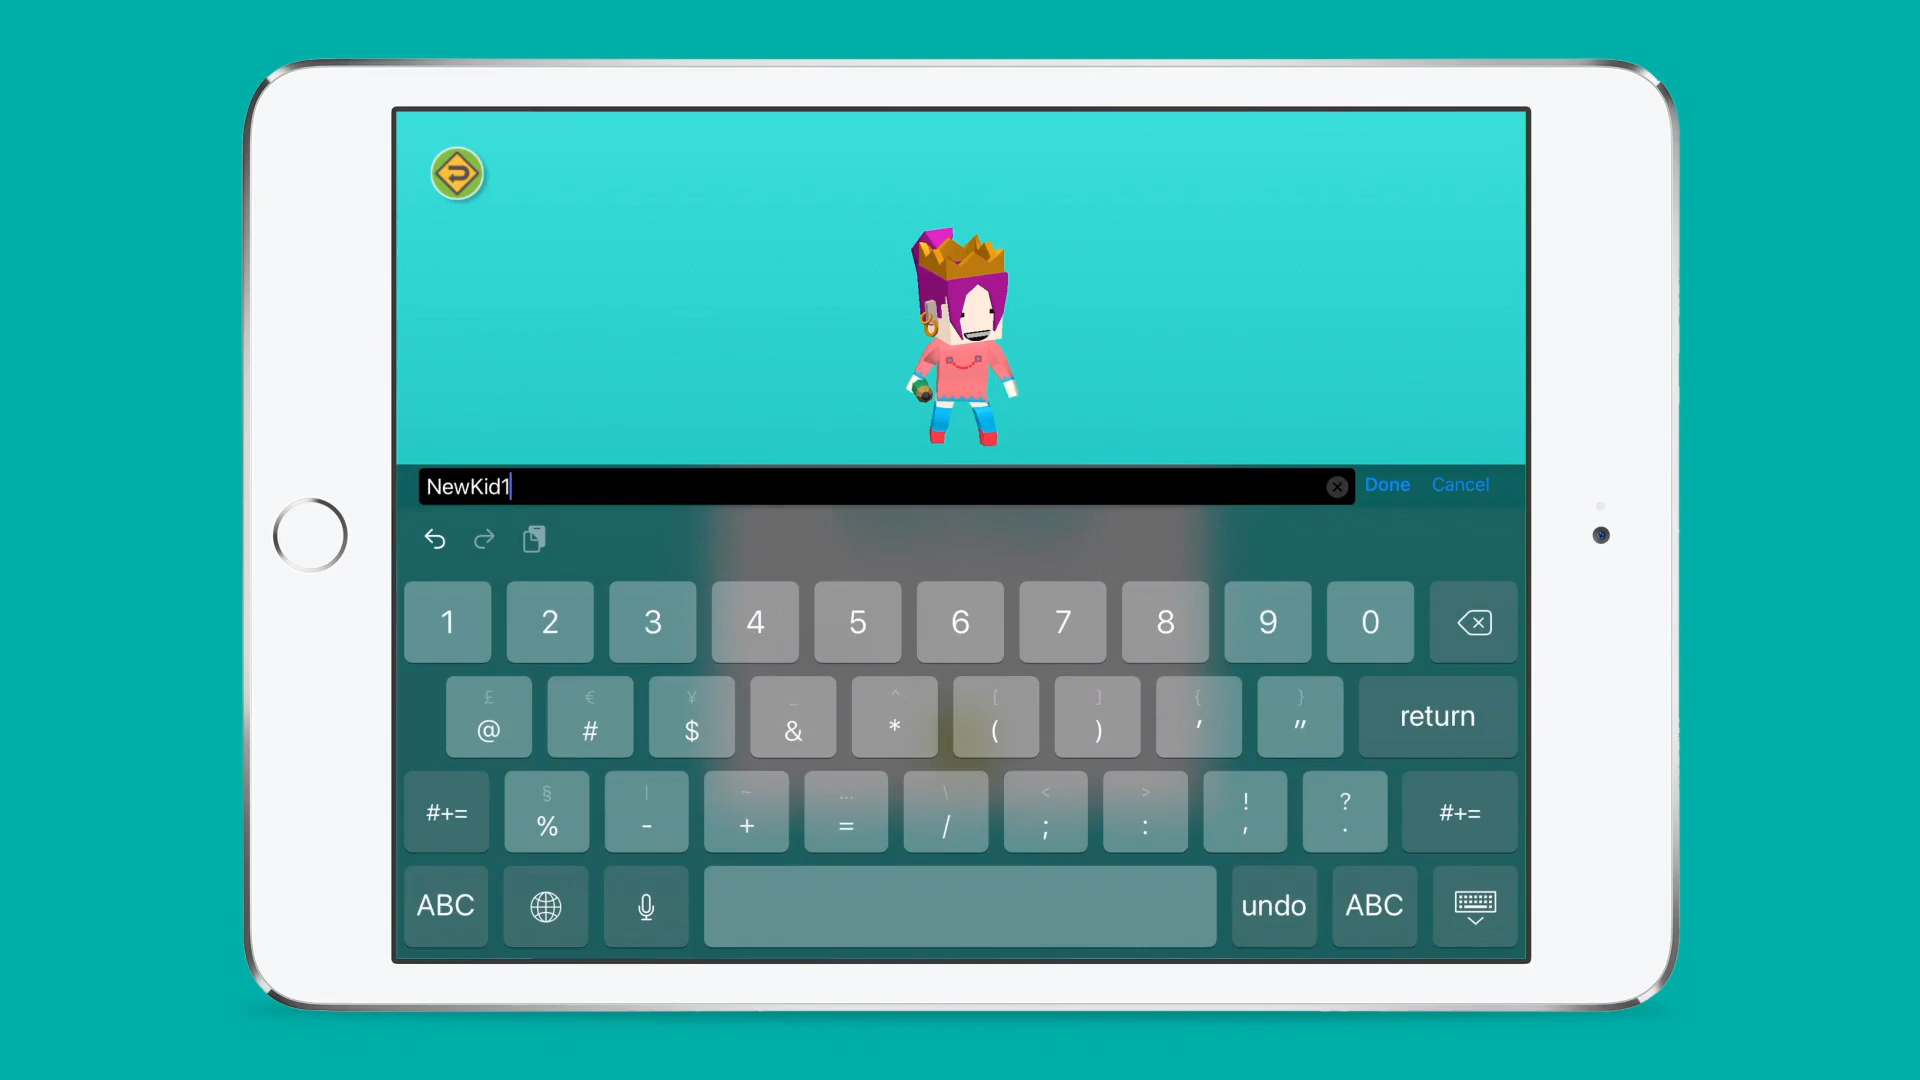 NewKid1 Done Cancel
1 2 3 4 5 6 7 8 9 0
£ € ¥ _ ^ [ ] { }
@ # $ & * ( ) ' " return
§ | ~ ... \ < > ! ?
#+= % - + = / ; : , . #+=
ABC undo ABC